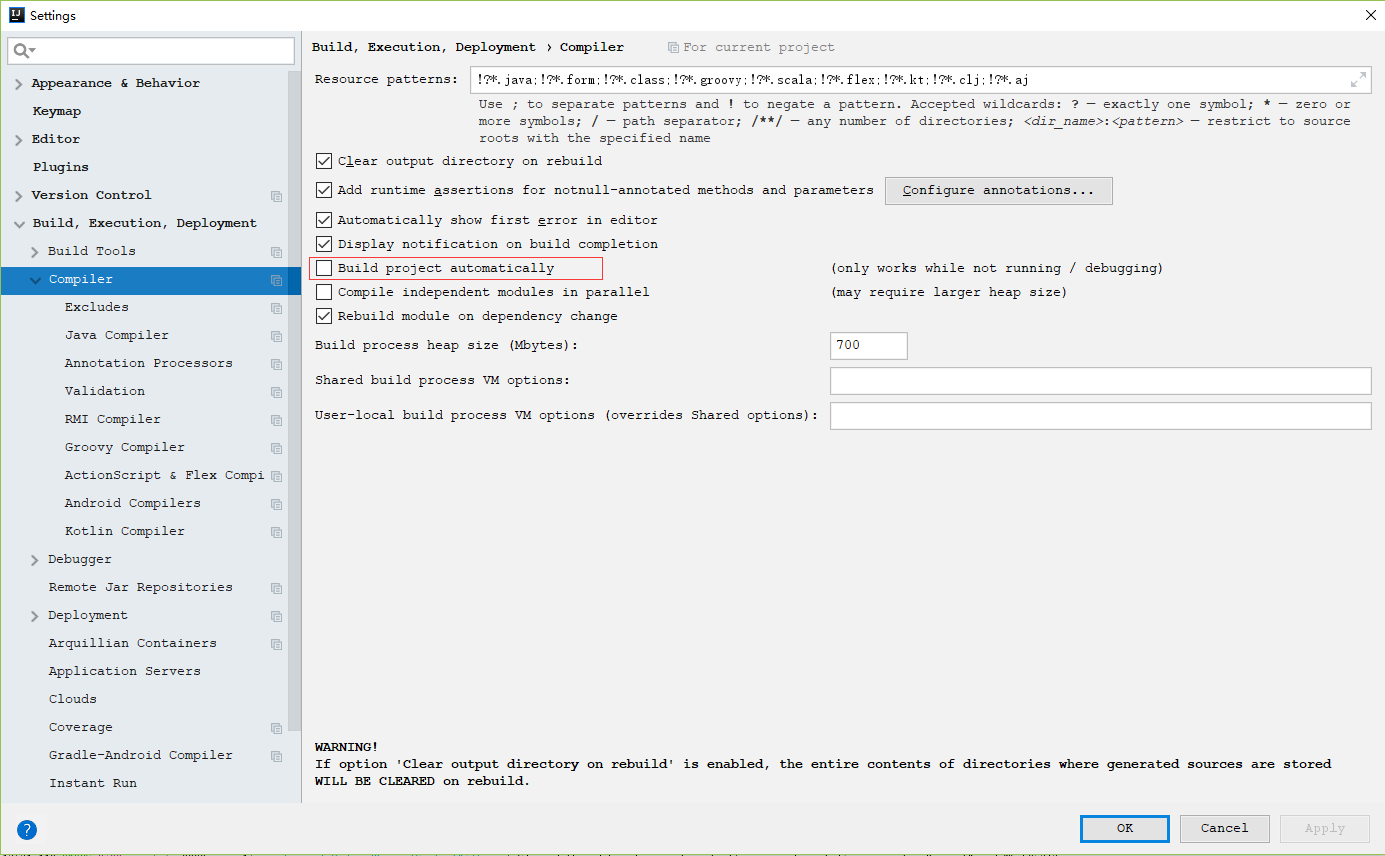 Settings
Appearance & Behavior
Keymap
Editor
Plugins
Version Control
Build, Execution, Deployment
Build Tools
Compiler
Excludes
Java Compiler
Annotation Processors
Validation
RMI Compiler
Groovy Compiler
ActionScript & Flex Compi
Android Compilers
Kotlin Compiler
Debugger
Remote Jar Repositories
Deployment
Arquillian Containers
Application Servers
Clouds
Coverage
Gradle-Android Compiler
Instant Run
Build, Execution, Deployment › Compiler For current project
Resource patterns: !?*.java;!?*.form;!?*.class;!?*.groovy;!?*.scala;!?*.flex;!?*.kt;!?*.clj;!?*.aj
Use ; to separate patterns and ! to negate a pattern. Accepted wildcards: ? — exactly one symbol; * — zero or
more symbols; / — path separator; /**/ — any number of directories; <dir_name>:<pattern> — restrict to source
roots with the specified name
Clear output directory on rebuild
Add runtime assertions for notnull-annotated methods and parameters Configure annotations...
Automatically show first error in editor
Display notification on build completion
Build project automatically (only works while not running / debugging)
Compile independent modules in parallel (may require larger heap size)
Rebuild module on dependency change
Build process heap size (Mbytes): 700
Shared build process VM options:
User-local build process VM options (overrides Shared options):
WARNING!
If option 'Clear output directory on rebuild' is enabled, the entire contents of directories where generated sources are stored
WILL BE CLEARED on rebuild.
? OK Cancel Apply